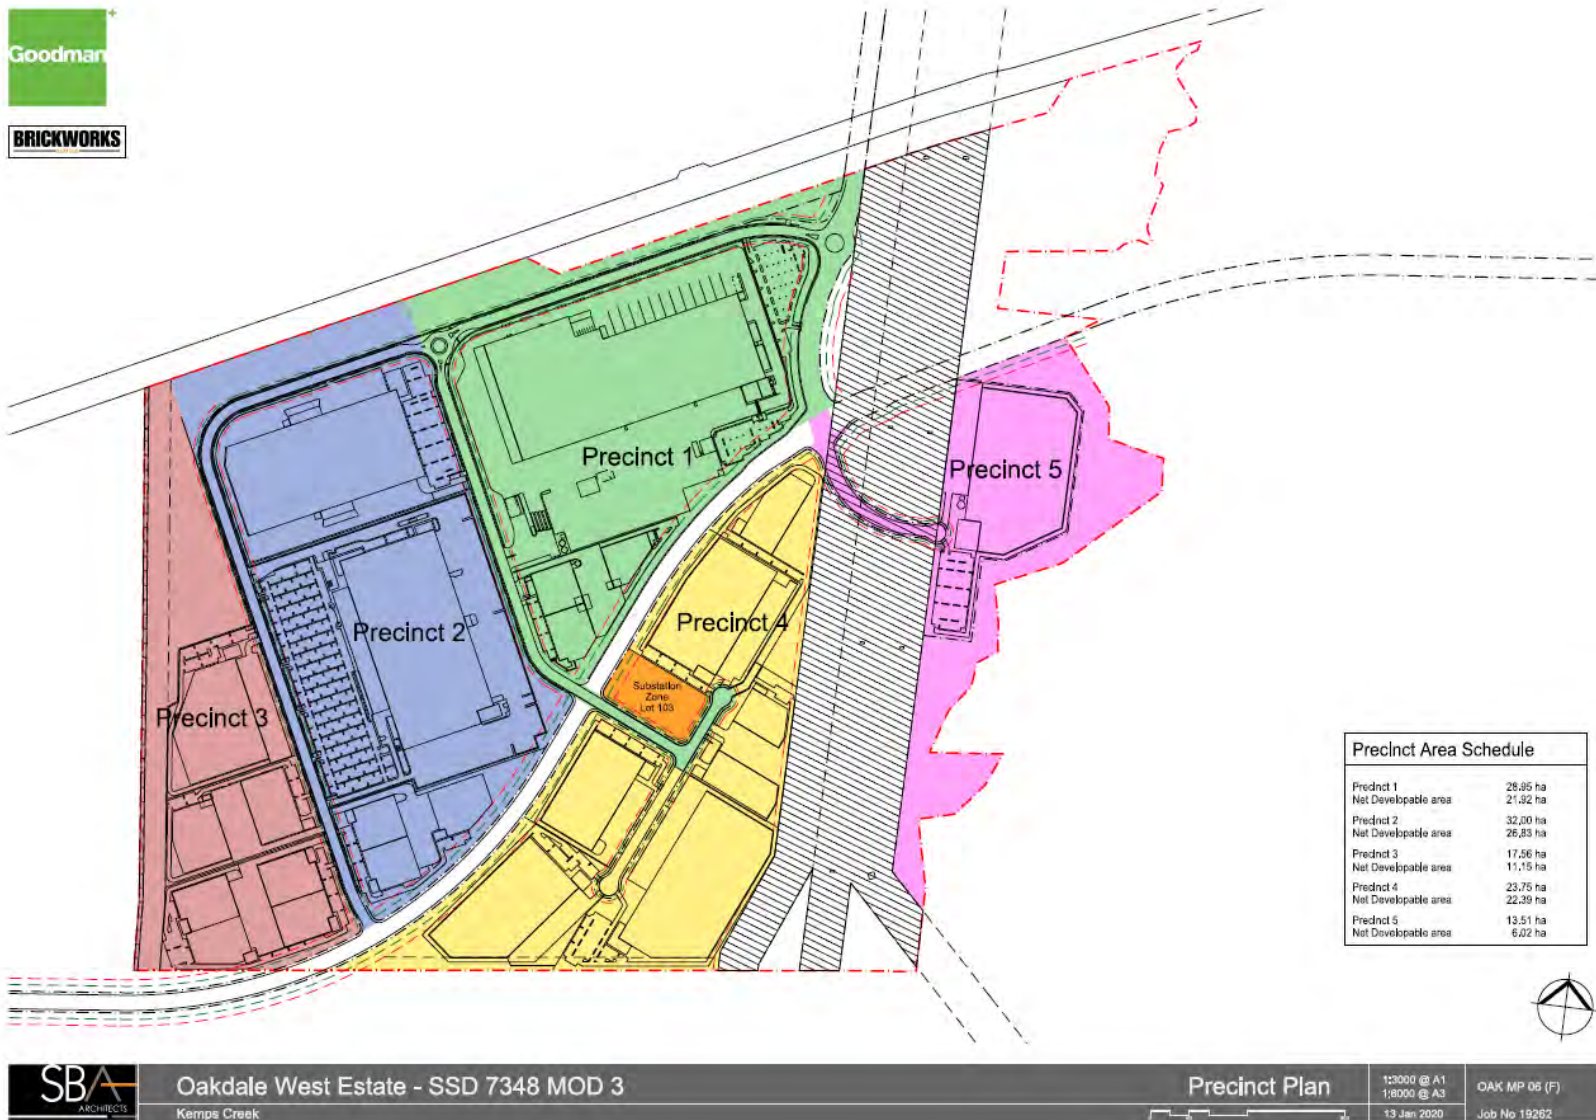 Goodman
BRICKWORKS
Precinct 1
Precinct 5
Precinct 2
Precinct 4
Substation
Zone
Lot 103
Precinct 3
Precinct Area Schedule
Precinct 1 28.95 ha
Net Developable area 21.92 ha
Precinct 2 32.00 ha
Net Developable area 26.83 ha
Precinct 3 17.56 ha
Net Developable area 11.15 ha
Precinct 4 23.75 ha
Net Developable area 22.39 ha
Precinct 5 13.51 ha
Net Developable area 6.02 ha
SBA
ARCHITECTS
Oakdale West Estate - SSD 7348 MOD 3
Kemps Creek
Precinct Plan
1:3000 @ A1
1:6000 @ A3
13 Jan 2020
OAK MP 06 (F)
Job No 19262